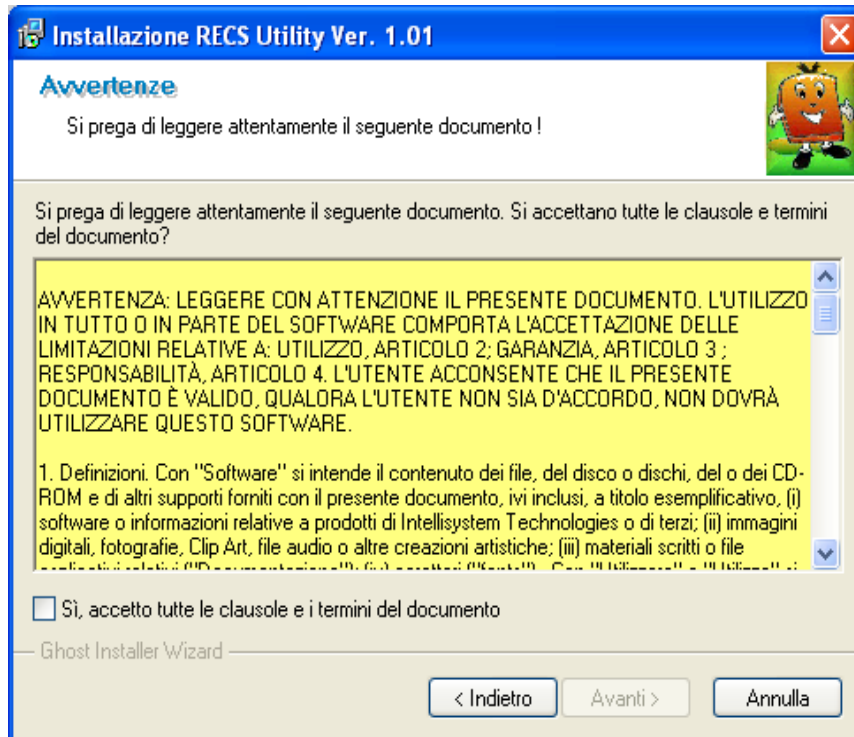 Installazione RECS Utility Ver. 1.01
Avvertenze
Si prega di leggere attentamente il seguente documento !
Si prega di leggere attentamente il seguente documento. Si accettano tutte le clausole e termini
del documento?
AVVERTENZA: LEGGERE CON ATTENZIONE IL PRESENTE DOCUMENTO. L'UTILIZZO
IN TUTTO O IN PARTE DEL SOFTWARE COMPORTA L'ACCETTAZIONE DELLE
LIMITAZIONI RELATIVE A: UTILIZZO, ARTICOLO 2; GARANZIA, ARTICOLO 3 ;
RESPONSABILITÀ, ARTICOLO 4. L'UTENTE ACCONSENTE CHE IL PRESENTE
DOCUMENTO È VALIDO, QUALORA L'UTENTE NON SIA D'ACCORDO, NON DOVRÀ
UTILIZZARE QUESTO SOFTWARE.
1. Definizioni. Con "Software" si intende il contenuto dei file, del disco o dischi, del o dei CD-
ROM e di altri supporti forniti con il presente documento, ivi inclusi, a titolo esemplificativo, (i)
software o informazioni relative a prodotti di Intellisystem Technologies o di terzi; (ii) immagini
digitali, fotografie, Clip Art, file audio o altre creazioni artistiche; (iii) materiali scritti o file
Sì, accetto tutte le clausole e i termini del documento
Ghost Installer Wizard
< Indietro
Avanti >
Annulla